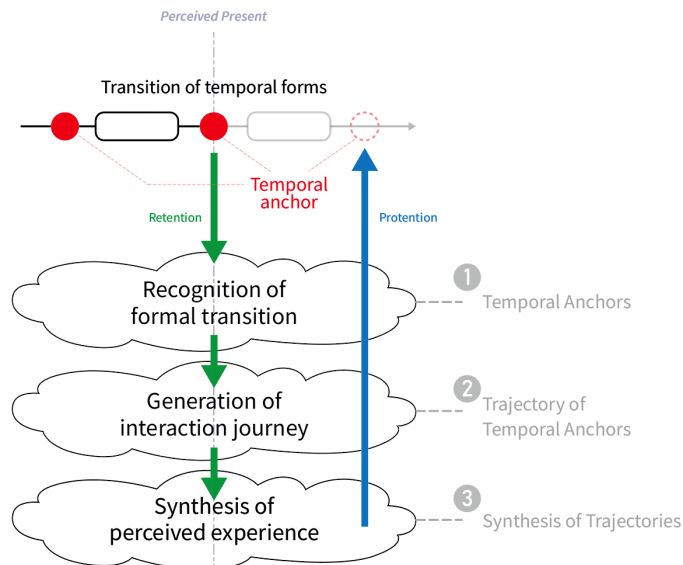 Perceived Present
Transition of temporal forms
Temporal
anchor
Retention
Protention
Recognition of
formal transition
1
Temporal Anchors
Generation of
interaction journey
2
Trajectory of
Temporal Anchors
Synthesis of
perceived experience
3
Synthesis of Trajectories